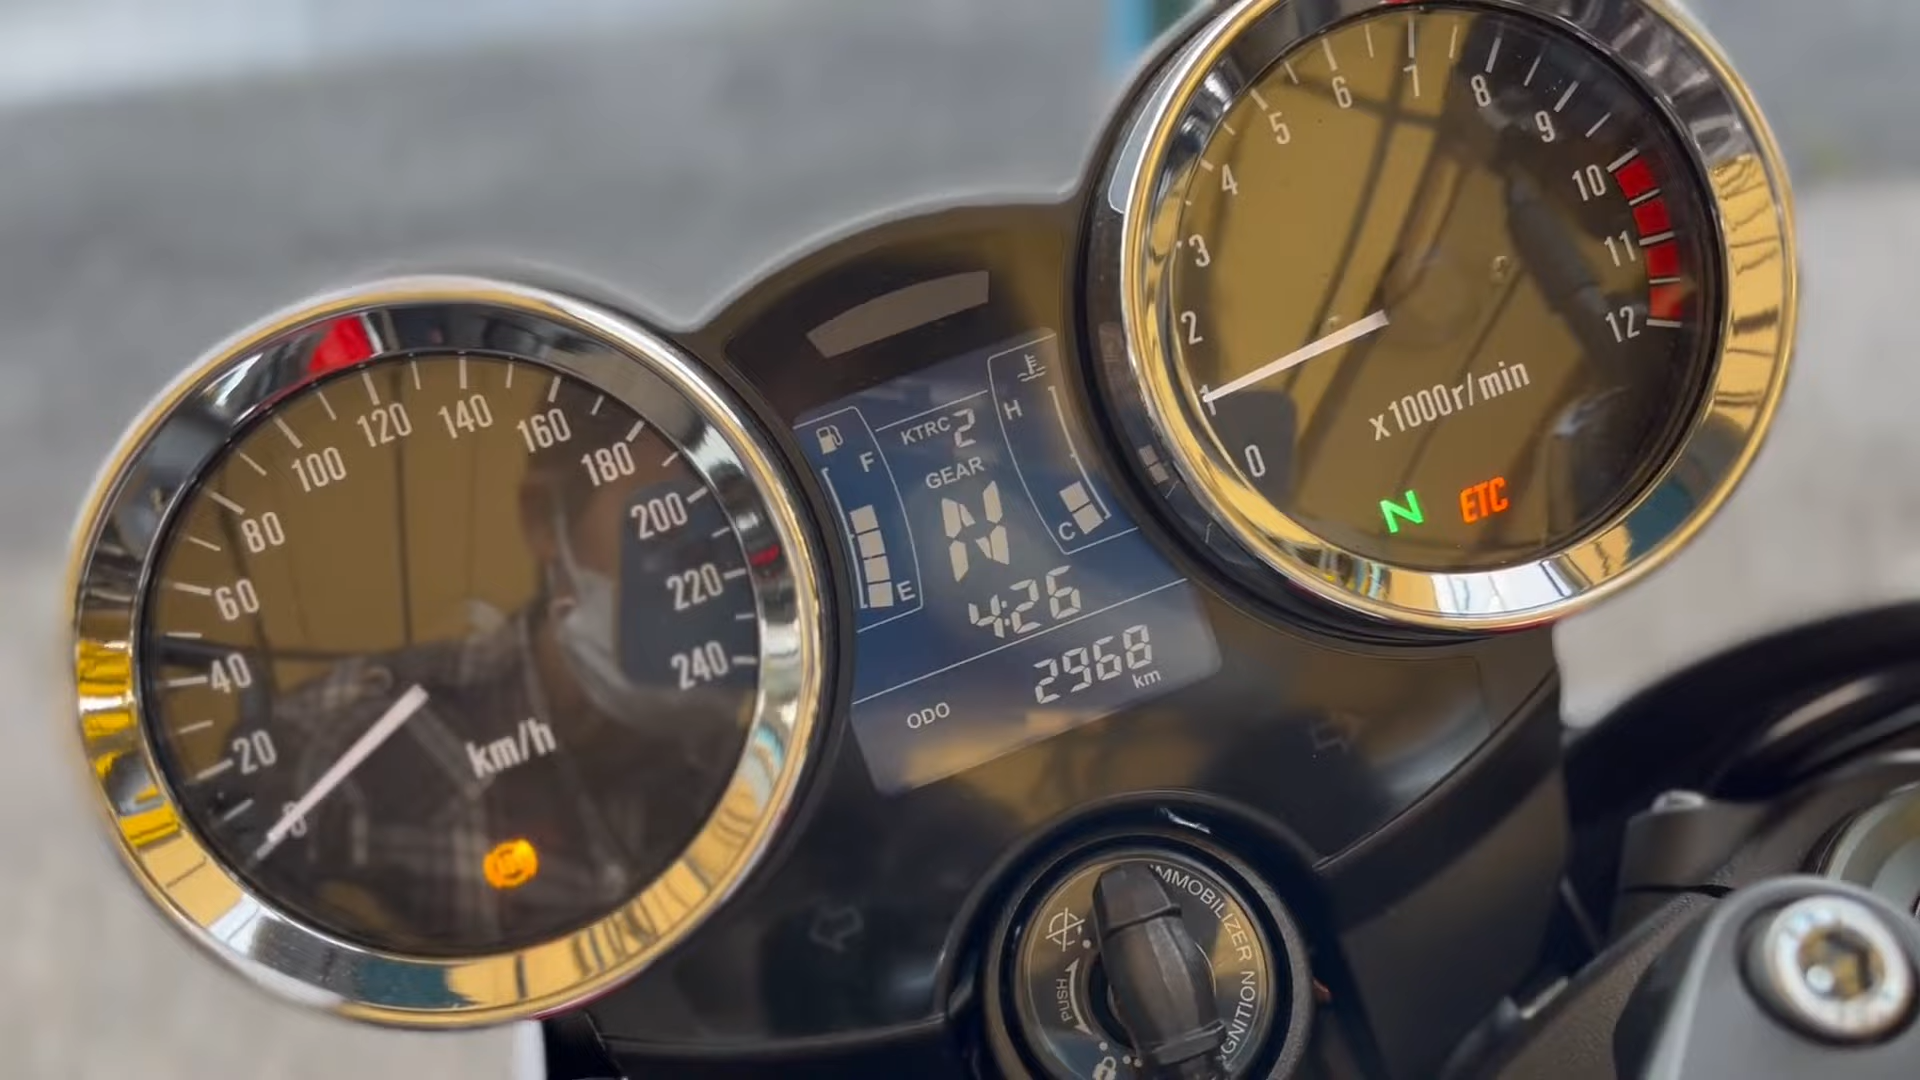 0
20
40
60
80
100
120
140
160
180
200
220
240
km/h
F
E
KTRC 2
GEAR
N
4:26
ODO
2968
km
H
C
0
1
2
3
4
5
6
7
8
9
10
11
12
x1000r/min
N
ETC
IMMOBILIZER
IGNITION
PUSH